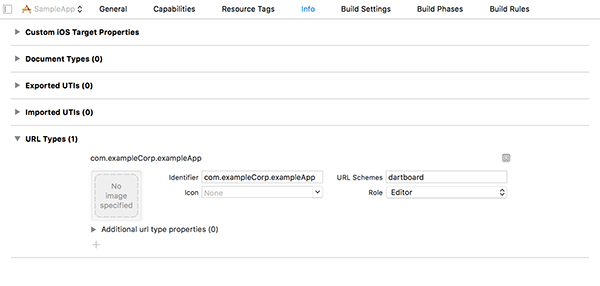 SampleApp General Capabilities Resource Tags Info Build Settings Build Phases Build Rules
Custom iOS Target Properties
Document Types (0)
Exported UTIs (0)
Imported UTIs (0)
URL Types (1)
com.exampleCorp.exampleApp
No
image
specified
Identifier com.exampleCorp.exampleApp URL Schemes dartboard
Icon None Role Editor
Additional url type properties (0)